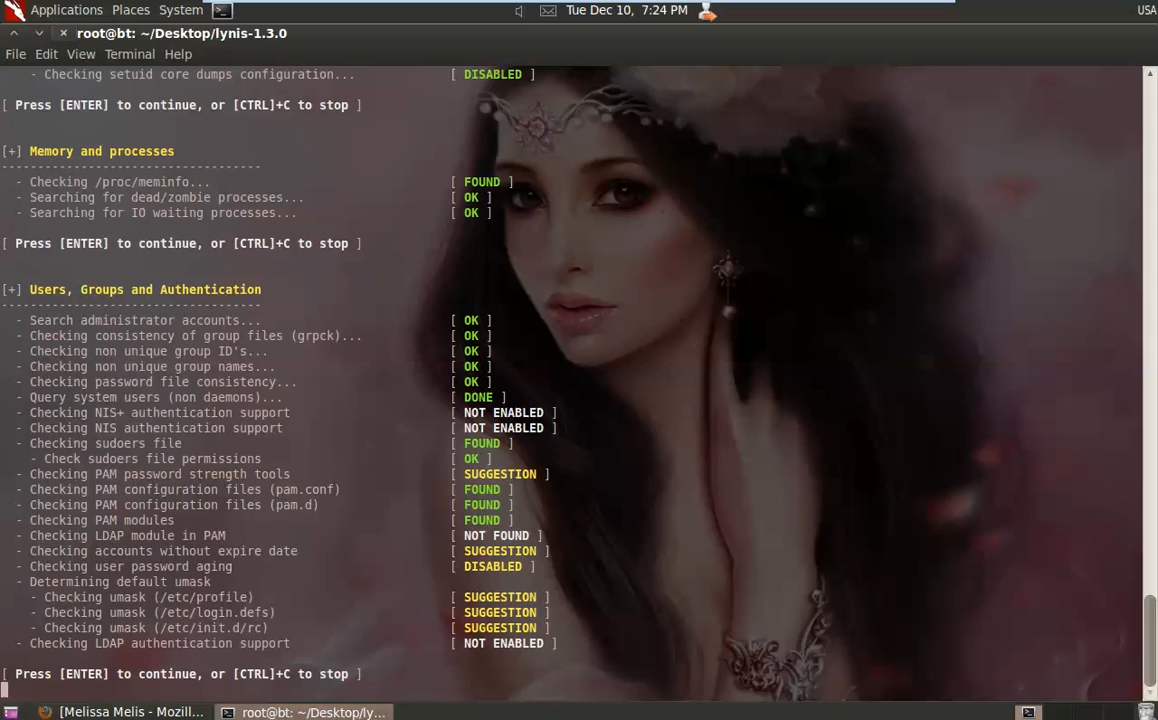 Applications Places System Tue Dec 10, 7:24 PM USA
root@bt: ~/Desktop/lynis-1.3.0
File Edit View Terminal Help
- Checking setuid core dumps configuration... [ DISABLED ]
[ Press [ENTER] to continue, or [CTRL]+C to stop ]
[+] Memory and processes
------------------------------------
- Checking /proc/meminfo... [ FOUND ]
- Searching for dead/zombie processes... [ OK ]
- Searching for IO waiting processes... [ OK ]
[ Press [ENTER] to continue, or [CTRL]+C to stop ]
[+] Users, Groups and Authentication
------------------------------------
- Search administrator accounts... [ OK ]
- Checking consistency of group files (grpck)... [ OK ]
- Checking non unique group ID's... [ OK ]
- Checking non unique group names... [ OK ]
- Checking password file consistency... [ OK ]
- Query system users (non daemons)... [ DONE ]
- Checking NIS+ authentication support [ NOT ENABLED ]
- Checking NIS authentication support [ NOT ENABLED ]
- Checking sudoers file [ FOUND ]
- Check sudoers file permissions [ OK ]
- Checking PAM password strength tools [ SUGGESTION ]
- Checking PAM configuration files (pam.conf) [ FOUND ]
- Checking PAM configuration files (pam.d) [ FOUND ]
- Checking PAM modules [ FOUND ]
- Checking LDAP module in PAM [ NOT FOUND ]
- Checking accounts without expire date [ SUGGESTION ]
- Checking user password aging [ DISABLED ]
- Determining default umask
- Checking umask (/etc/profile) [ SUGGESTION ]
- Checking umask (/etc/login.defs) [ SUGGESTION ]
- Checking umask (/etc/init.d/rc) [ SUGGESTION ]
- Checking LDAP authentication support [ NOT ENABLED ]
[ Press [ENTER] to continue, or [CTRL]+C to stop ]
[Melissa Melis - Mozill... root@bt: ~/Desktop/ly...